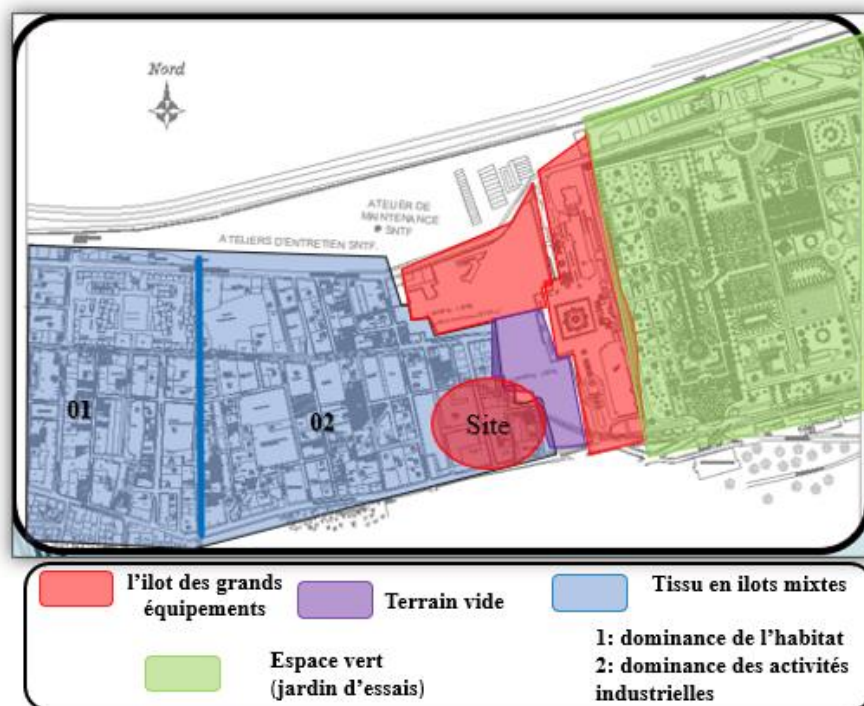 Nord
ATELIER DE
MAINTENANCE
SNTF
ATELIERS D'ENTRETIEN SNTF.
01
02
Site
l'ilot des grands
équipements
Terrain vide
Tissu en ilots mixtes
Espace vert
(jardin d'essais)
1: dominance de l'habitat
2: dominance des activités
industrielles